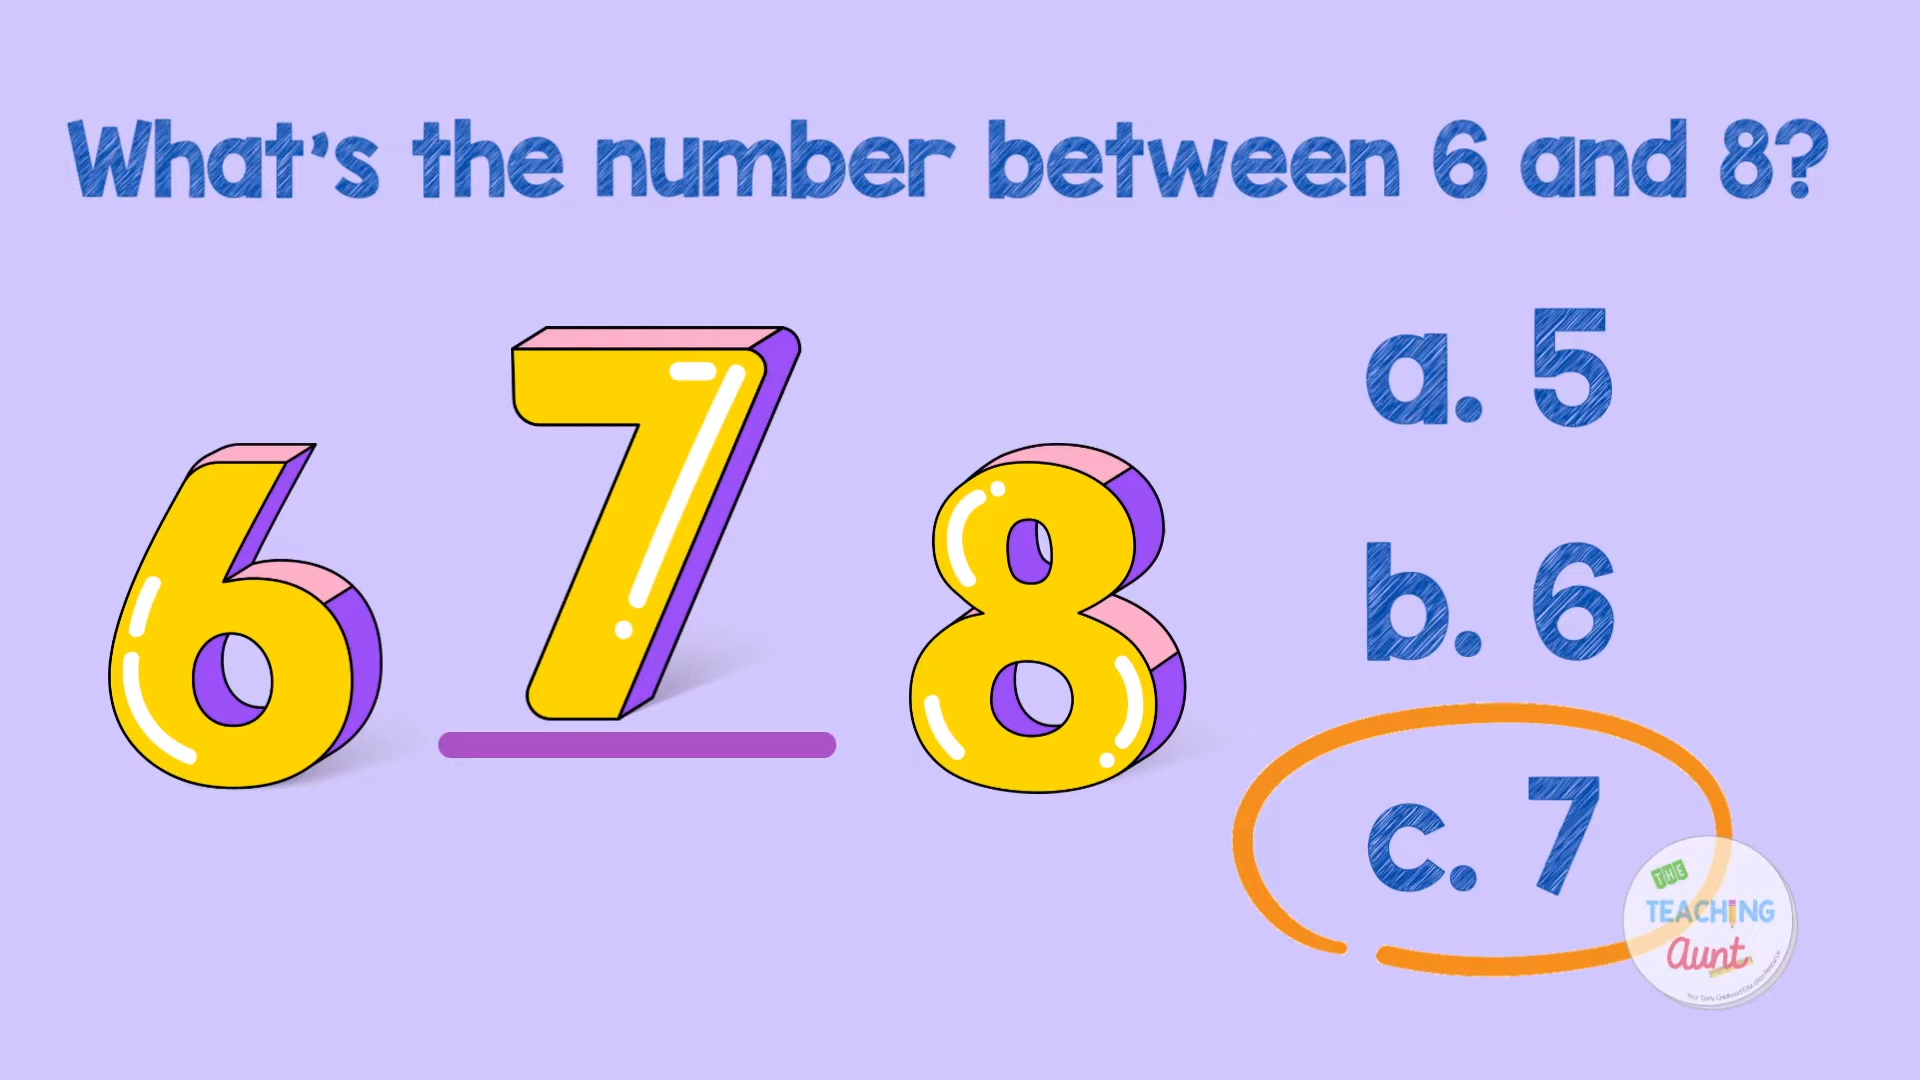 What's the number between 6 and 8?
6 7 8
a. 5
b. 6
c. 7
THE
TEACHING
aunt